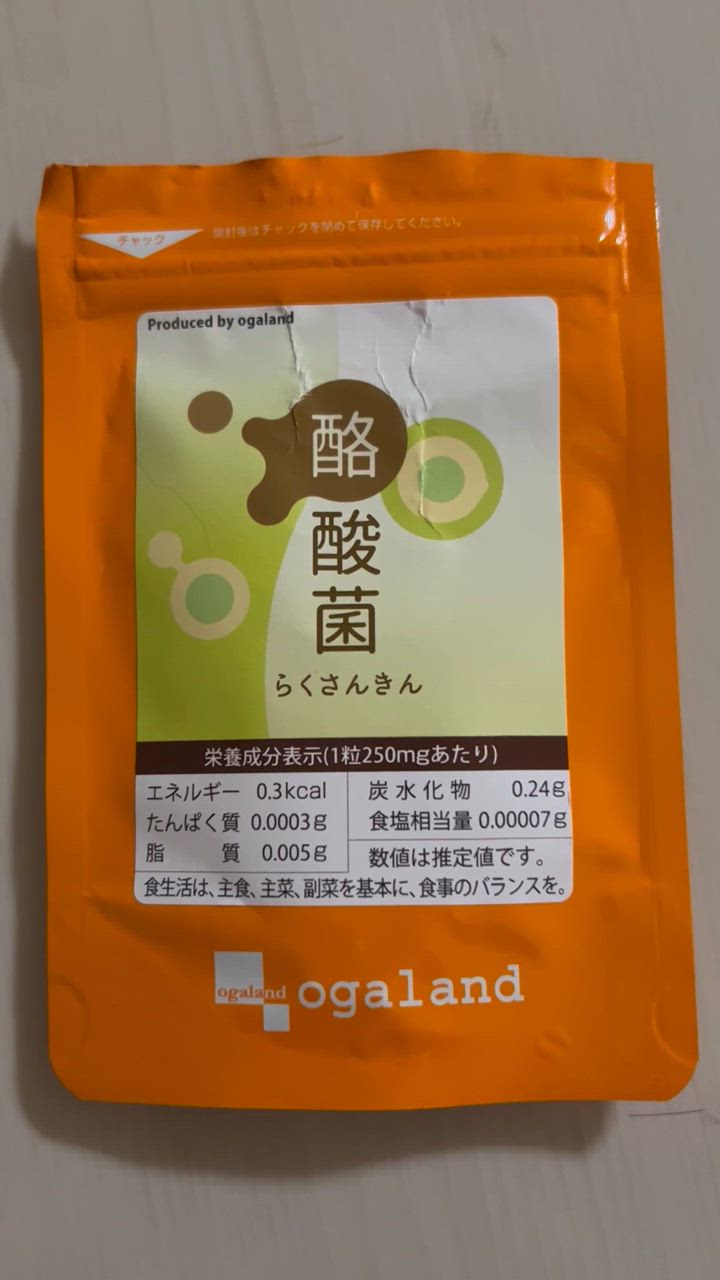 チャック
開封後はチャックを閉めて保存してください。
Produced by ogaland
酪
酸
菌
らくさんきん
栄養成分表示(1粒250mgあたり)
エネルギー 0.3kcal
たんぱく質 0.0003g
脂 質 0.005g
炭水化物 0.24g
食塩相当量 0.00007g
数値は推定値です。
食生活は、主食、主菜、副菜を基本に、食事のバランスを。
ogaland
ogaland